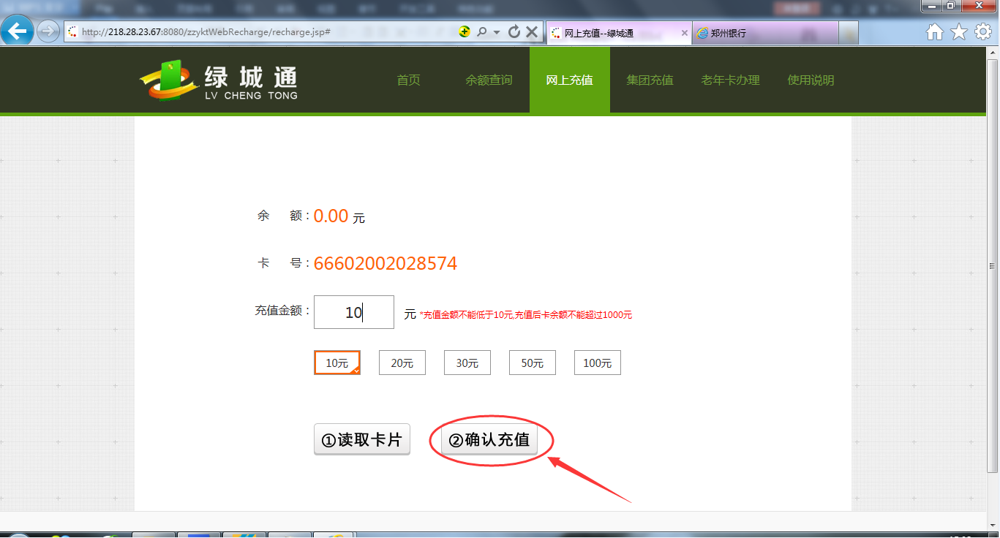 http://218.28.23.67:8080/zzyktWebRecharge/recharge.jsp#
网上充值--绿城通
郑州银行
绿城通
LV CHENG TONG
首页
余额查询
网上充值
集团充值
老年卡办理
使用说明
余 额：0.00 元
卡 号：66602002028574
充值金额：10 元 *充值金额不能低于10元,充值后卡余额不能超过1000元
10元 20元 30元 50元 100元
①读取卡片 ②确认充值